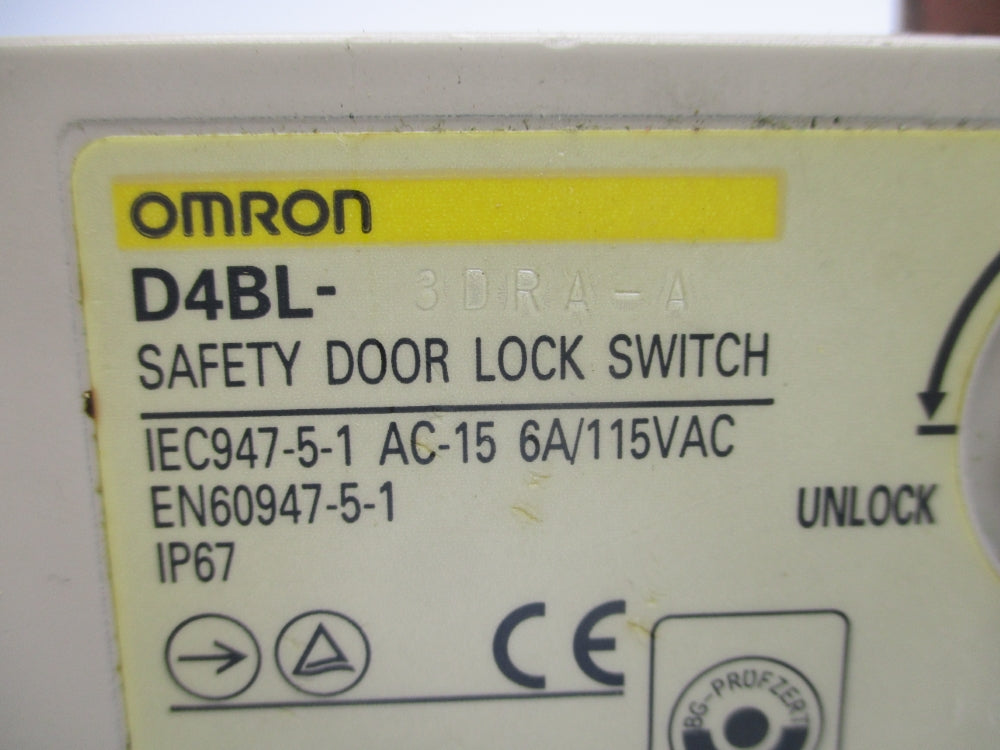 OMRON
D4BL- 3DRA-A
SAFETY DOOR LOCK SWITCH
IEC947-5-1 AC-15 6A/115VAC
EN60947-5-1
IP67
UNLOCK
CE
BG-PRÜFZERT